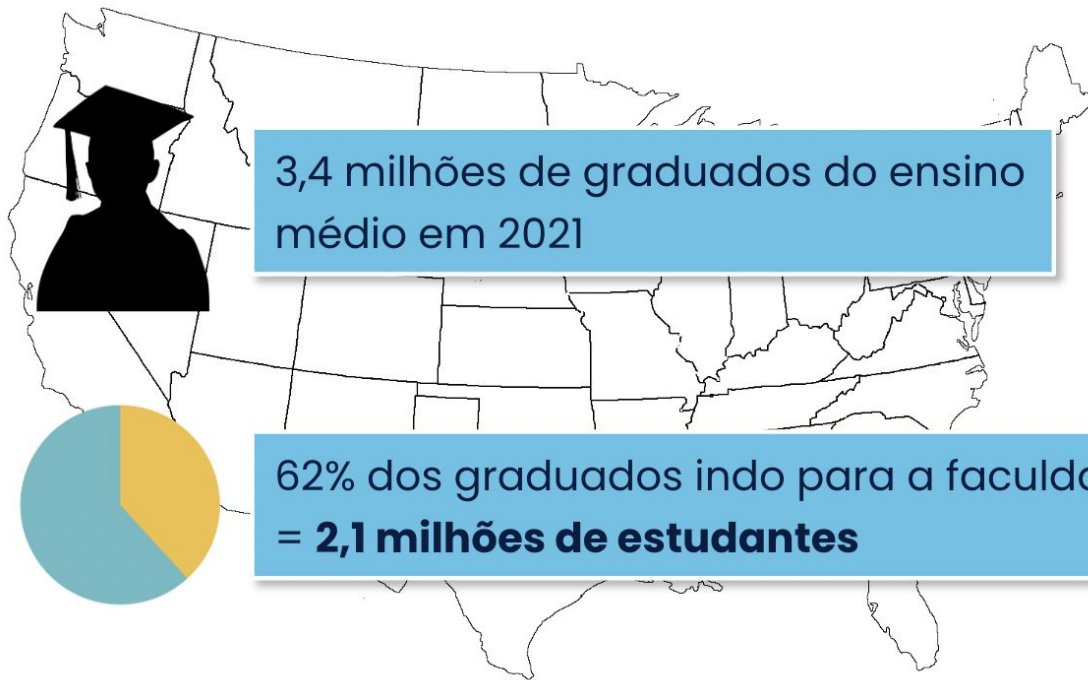 3,4 milhões de graduados do ensino
médio em 2021
62% dos graduados indo para a faculda
= 2,1 milhões de estudantes